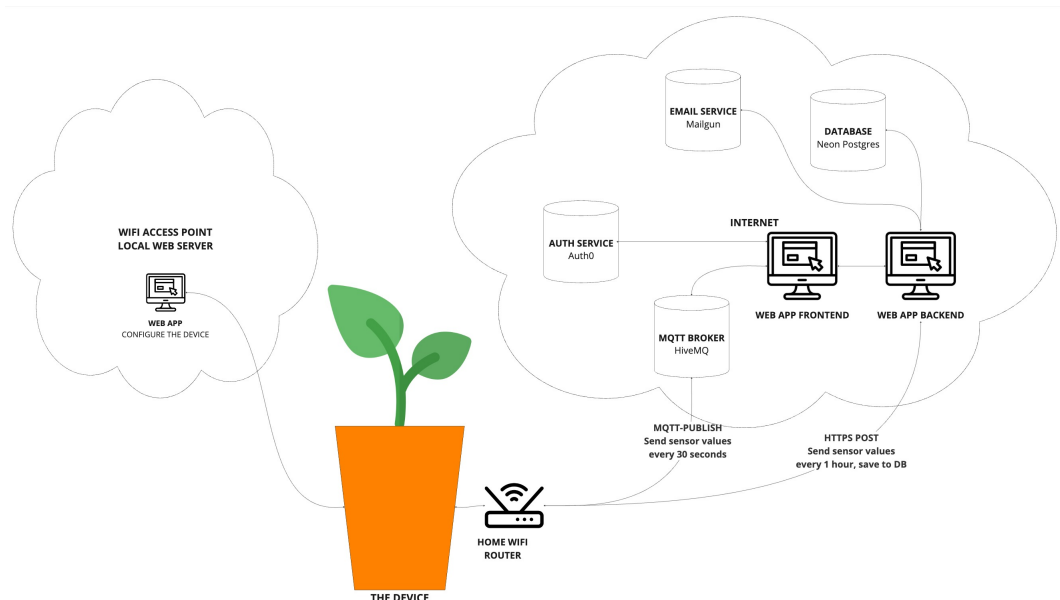 WIFI ACCESS POINT
LOCAL WEB SERVER
WEB APP
CONFIGURE THE DEVICE
EMAIL SERVICE
Mailgun
DATABASE
Neon Postgres
AUTH SERVICE
Auth0
INTERNET
WEB APP FRONTEND
WEB APP BACKEND
MQTT BROKER
HiveMQ
MQTT-PUBLISH
Send sensor values
every 30 seconds
HTTPS POST
Send sensor values
every 1 hour, save to DB
HOME WIFI
ROUTER
THE DEVICE